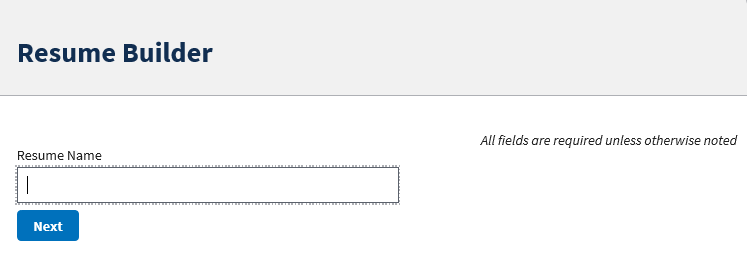 Resume Builder
All fields are required unless otherwise noted
Resume Name
Next